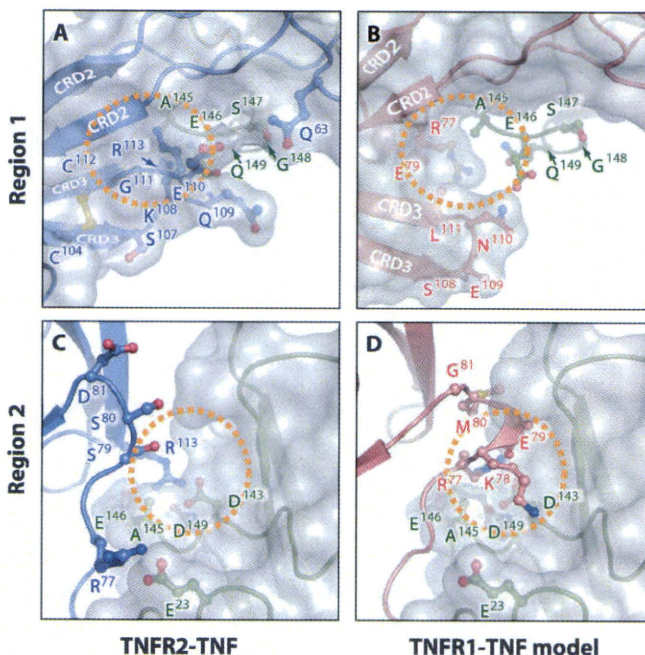 Region 1
A
CRD2
CRD2
A145
E146
S147
Q63
C112
R113
G111
E110
Q149
G148
CRD3
K108
Q109
S107
C104
CRD3
B
CRD2
CRD2
A145
S147
R77
E146
E79
Q149
G148
CRD3
L111
N110
CRD3
S108
E109
Region 2
C
D81
S80
S79
R113
D143
E146
A145
D149
R77
E23
D
G81
M80
E79
R77
K78
D143
E146
A145
D149
E23
TNFR2-TNF
TNFR1-TNF model